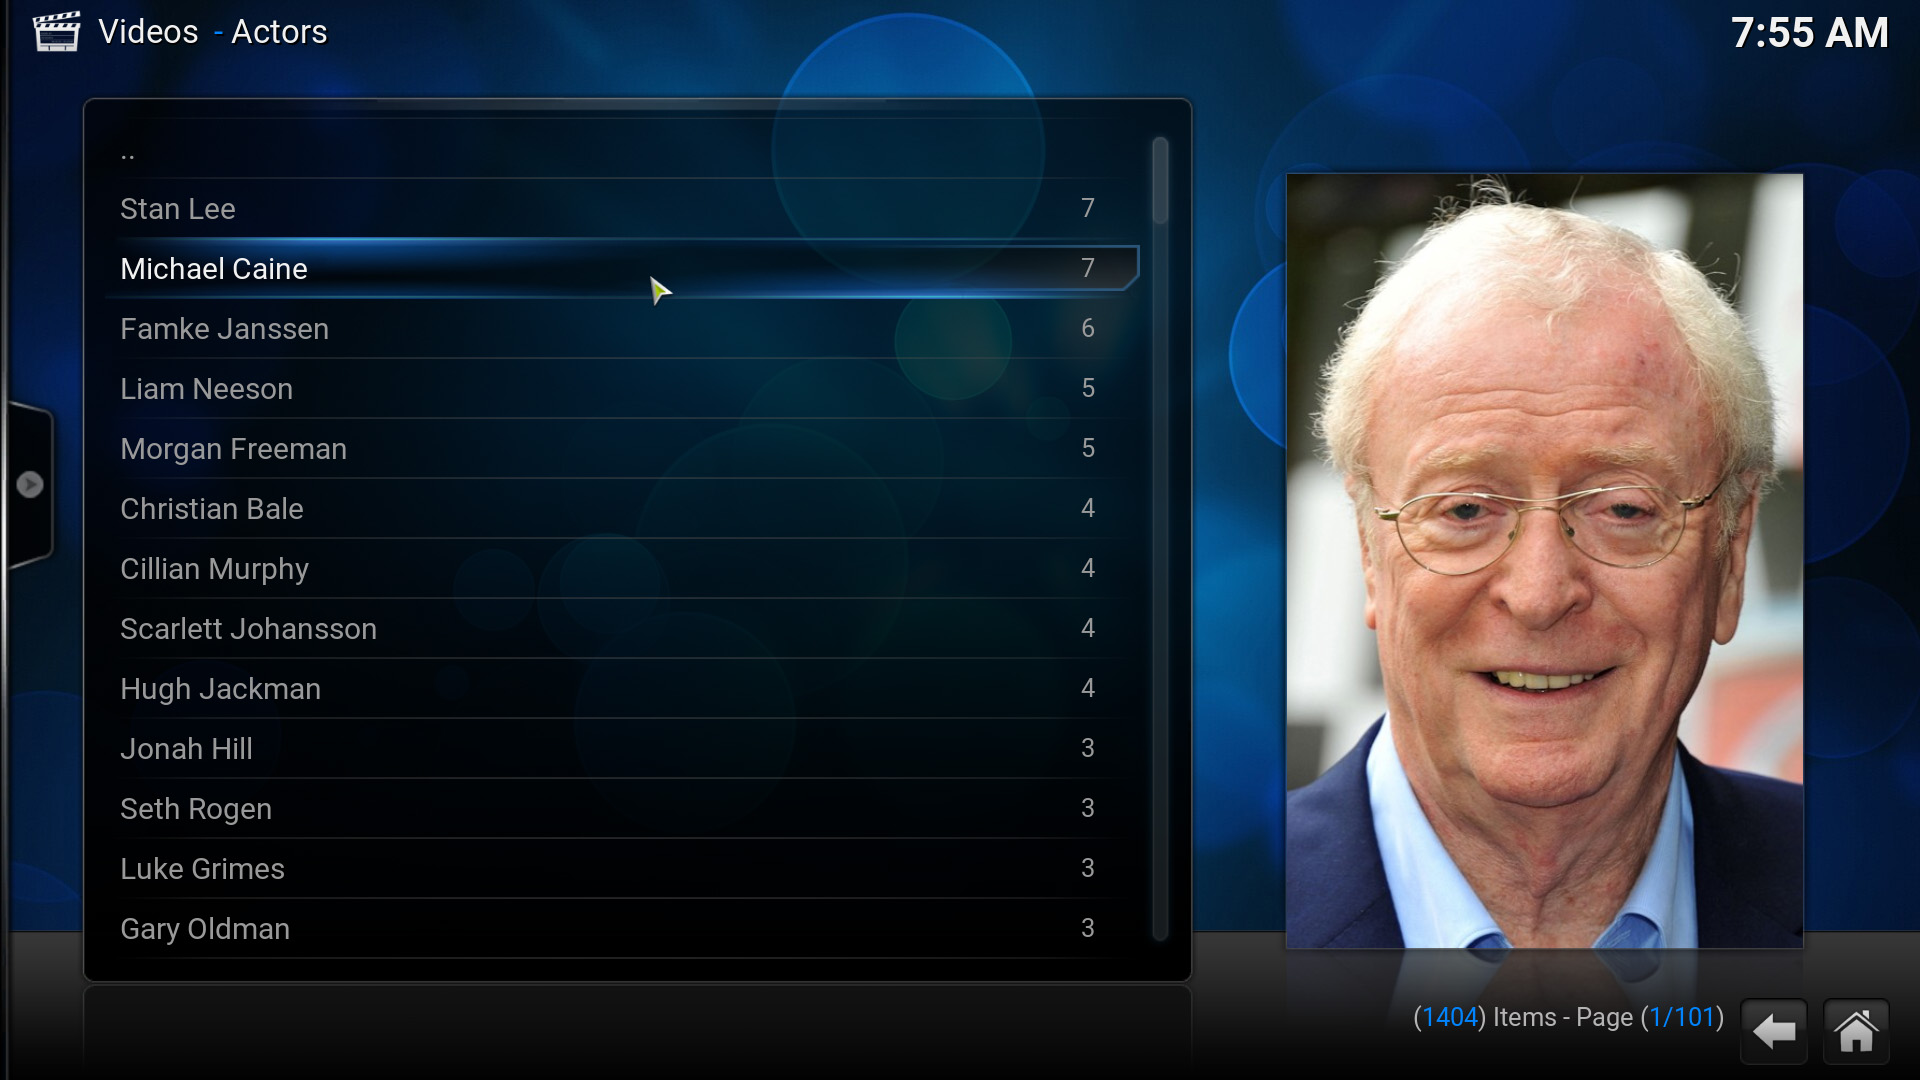 Videos - Actors
7:55 AM
..
Stan Lee 7
Michael Caine 7
Famke Janssen 6
Liam Neeson 5
Morgan Freeman 5
Christian Bale 4
Cillian Murphy 4
Scarlett Johansson 4
Hugh Jackman 4
Jonah Hill 3
Seth Rogen 3
Luke Grimes 3
Gary Oldman 3
(1404) Items - Page (1/101)